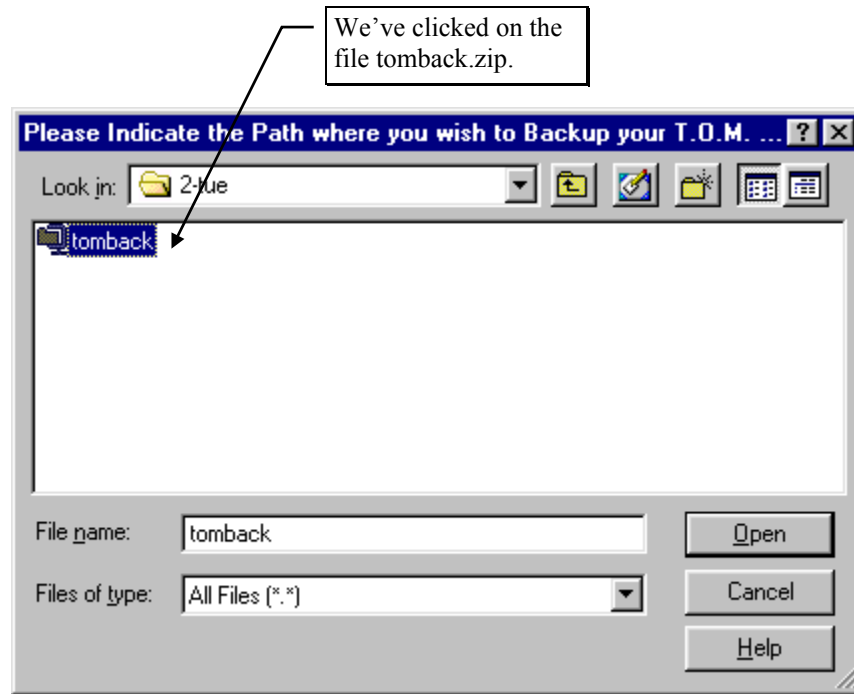 We’ve clicked on the
file tomback.zip.
Please Indicate the Path where you wish to Backup your T.O.M. ...
Look in: 2-tue
tomback
File name: tomback Open
Files of type: All Files (*.*) Cancel
Help